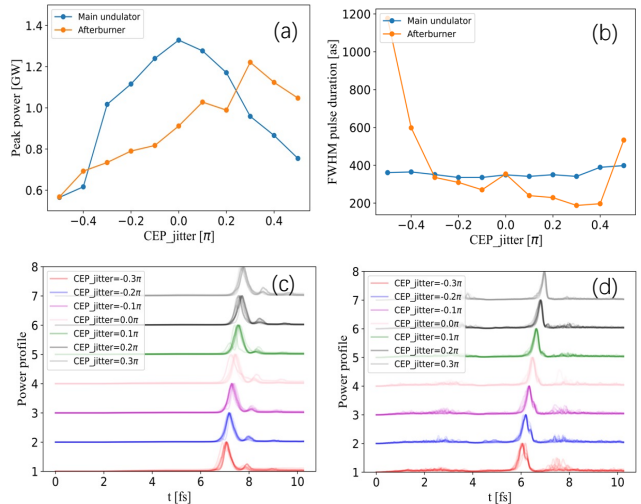 (a)
Main undulator
Afterburner
Peak power [GW]
1.4
1.2
1.0
0.8
0.6
−0.4 −0.2 0.0 0.2 0.4
CEP_jitter [π]
(b)
Main undulator
Afterburner
FWHM pulse duration [as]
1200
1000
800
600
400
200
−0.4 −0.2 0.0 0.2 0.4
CEP_jitter [π]
(c)
CEP_jitter=-0.3π
CEP_jitter=-0.2π
CEP_jitter=-0.1π
CEP_jitter=0.0π
CEP_jitter=0.1π
CEP_jitter=0.2π
CEP_jitter=0.3π
Power profile
8
7
6
5
4
3
2
1
0 2 4 6 8 10
t [fs]
(d)
CEP_jitter=-0.3π
CEP_jitter=-0.2π
CEP_jitter=-0.1π
CEP_jitter=0.0π
CEP_jitter=0.1π
CEP_jitter=0.2π
CEP_jitter=0.3π
Power profile
8
7
6
5
4
3
2
1
0 2 4 6 8 10
t [fs]